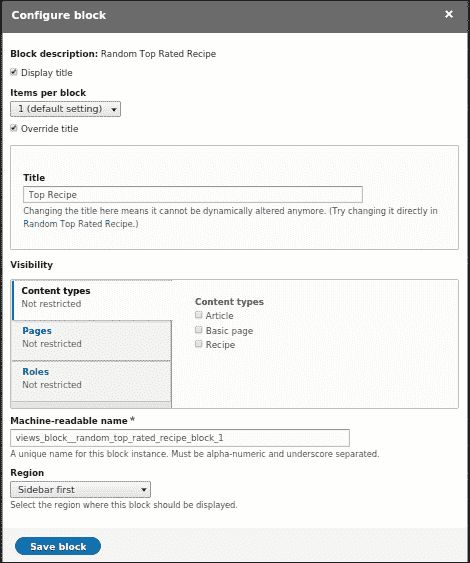 Configure block ×
Block description: Random Top Rated Recipe
Display title
Items per block
1 (default setting)
Override title
Title
Top Recipe
Changing the title here means it cannot be dynamically altered anymore. (Try changing it directly in
Random Top Rated Recipe.)
Visibility
Content types
Not restricted
Pages
Not restricted
Roles
Not restricted
Content types
Article
Basic page
Recipe
Machine-readable name *
views_block__random_top_rated_recipe_block_1
A unique name for this block instance. Must be alpha-numeric and underscore separated.
Region
Sidebar first
Select the region where this block should be displayed.
Save block